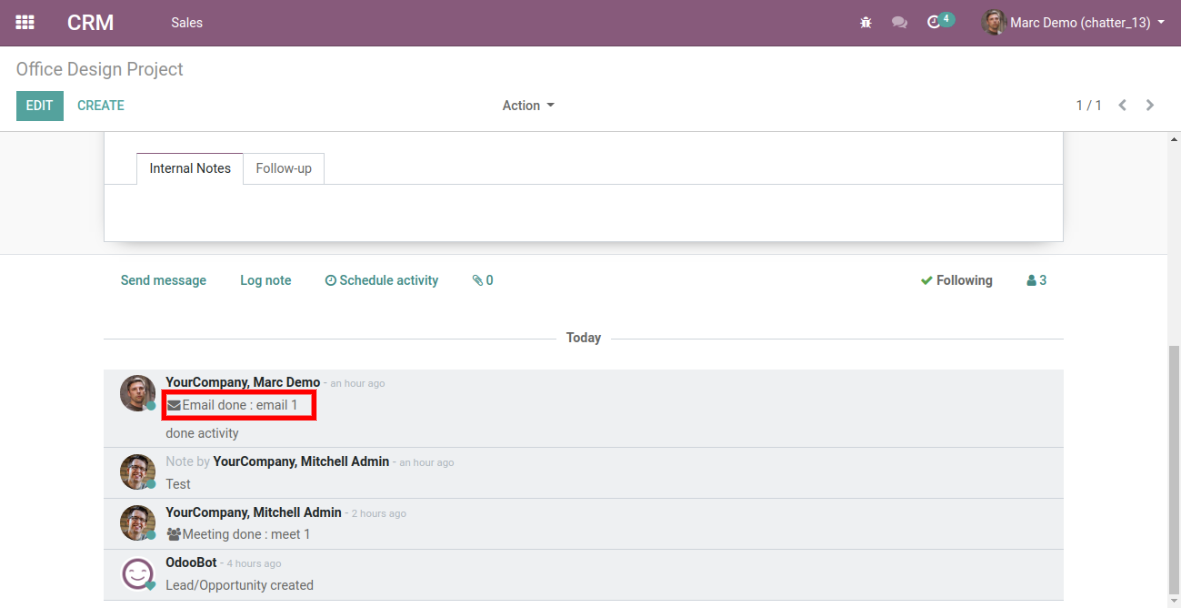 CRM Sales 4 Marc Demo (chatter_13)
Office Design Project
EDIT CREATE Action 1 / 1
Internal Notes Follow-up
Send message Log note Schedule activity 0 Following 3
Today
YourCompany, Marc Demo - an hour ago
Email done : email 1
done activity
Note by YourCompany, Mitchell Admin - an hour ago
Test
YourCompany, Mitchell Admin - 2 hours ago
Meeting done : meet 1
OdooBot - 4 hours ago
Lead/Opportunity created